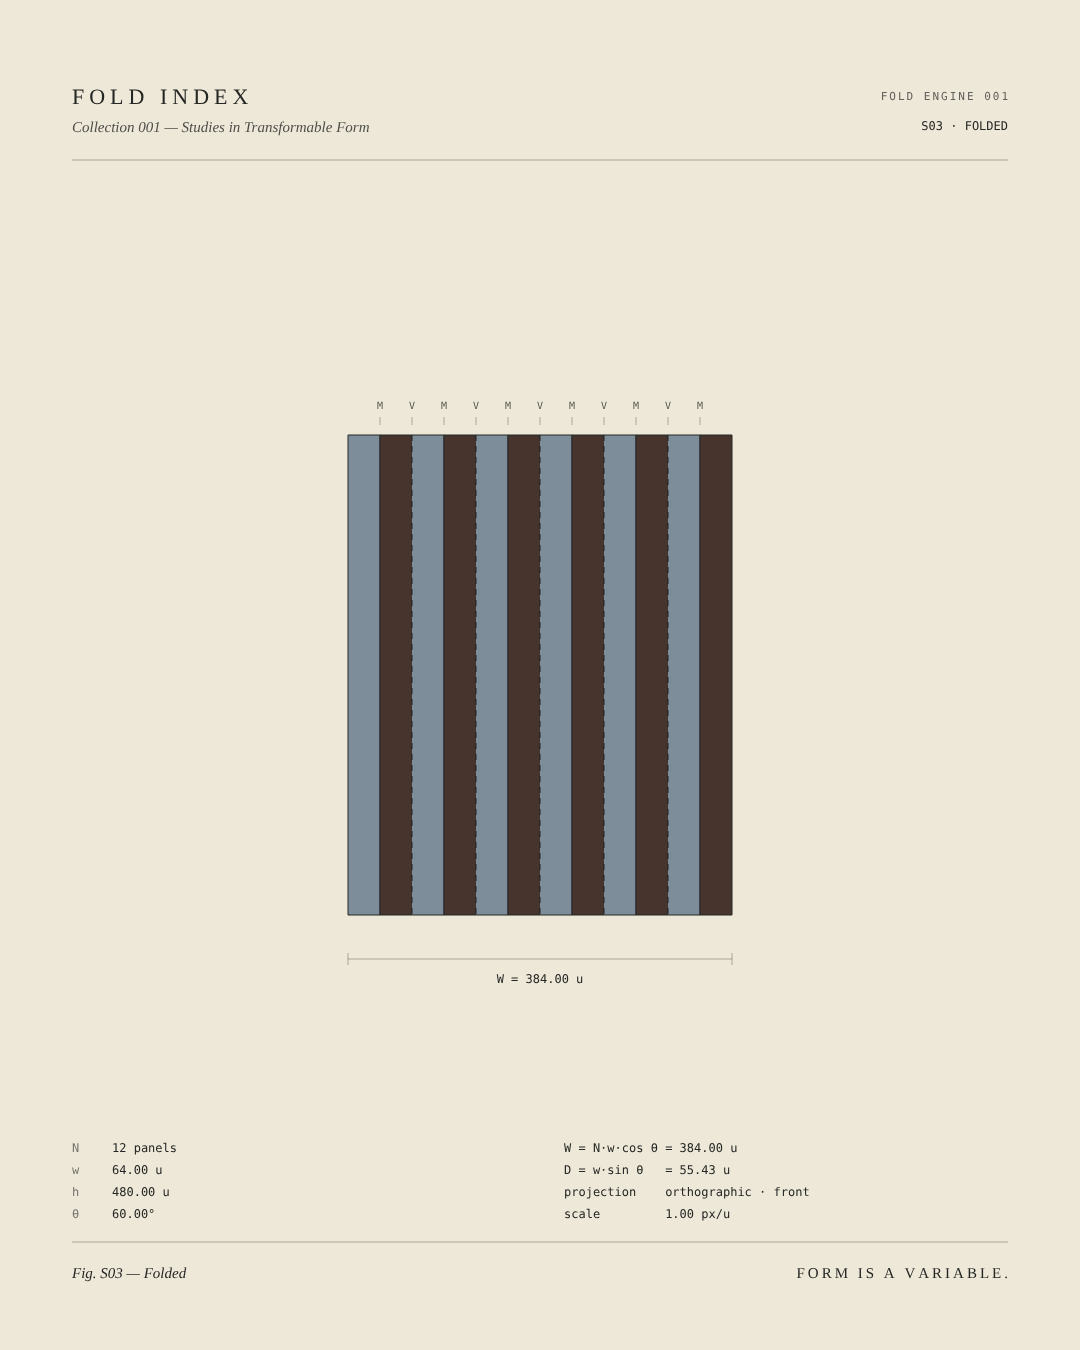 FOLD INDEX
FOLD ENGINE 001
Collection 001 — Studies in Transformable Form
S03 · FOLDED
M V M V M V M V M V M
W = 384.00 u
N 12 panels
w 64.00 u
h 480.00 u
θ 60.00°
W = N·w·cos θ = 384.00 u
D = w·sin θ = 55.43 u
projection orthographic · front
scale 1.00 px/u
Fig. S03 — Folded
FORM IS A VARIABLE.